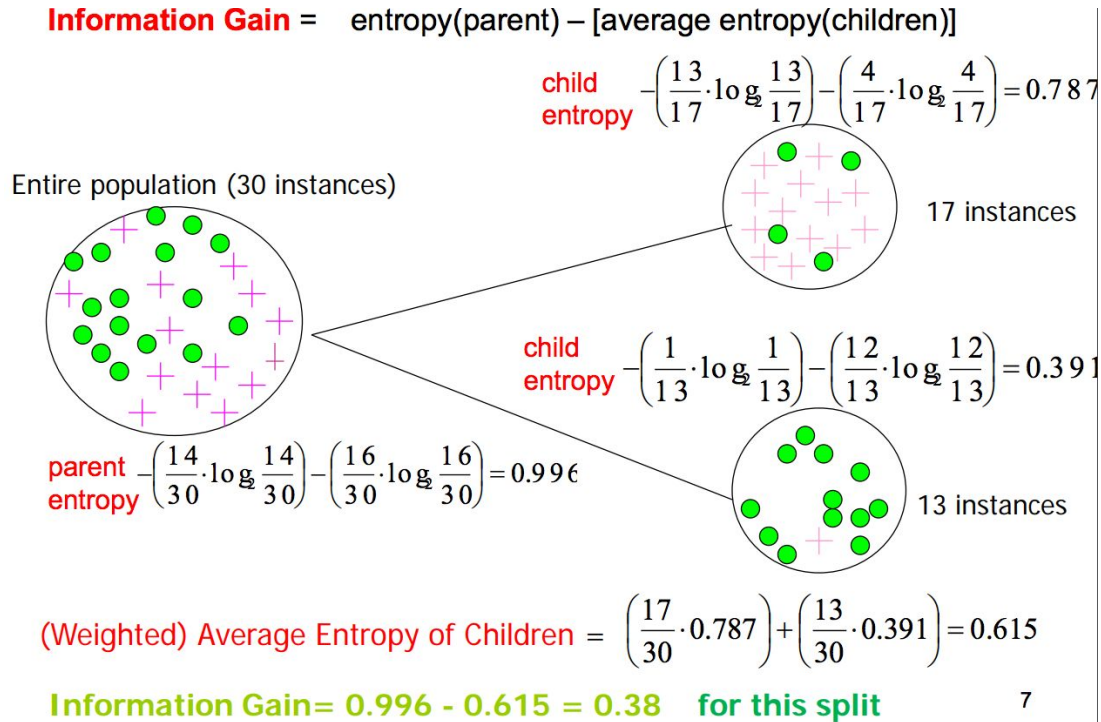 Information Gain = entropy(parent) – [average entropy(children)]
child entropy −(13/17 · log₂ 13/17) − (4/17 · log₂ 4/17) = 0.787
Entire population (30 instances)
17 instances
child entropy −(1/13 · log₂ 1/13) − (12/13 · log₂ 12/13) = 0.391
parent entropy −(14/30 · log₂ 14/30) − (16/30 · log₂ 16/30) = 0.996
13 instances
(Weighted) Average Entropy of Children = (17/30 · 0.787) + (13/30 · 0.391) = 0.615
Information Gain= 0.996 - 0.615 = 0.38 for this split
7